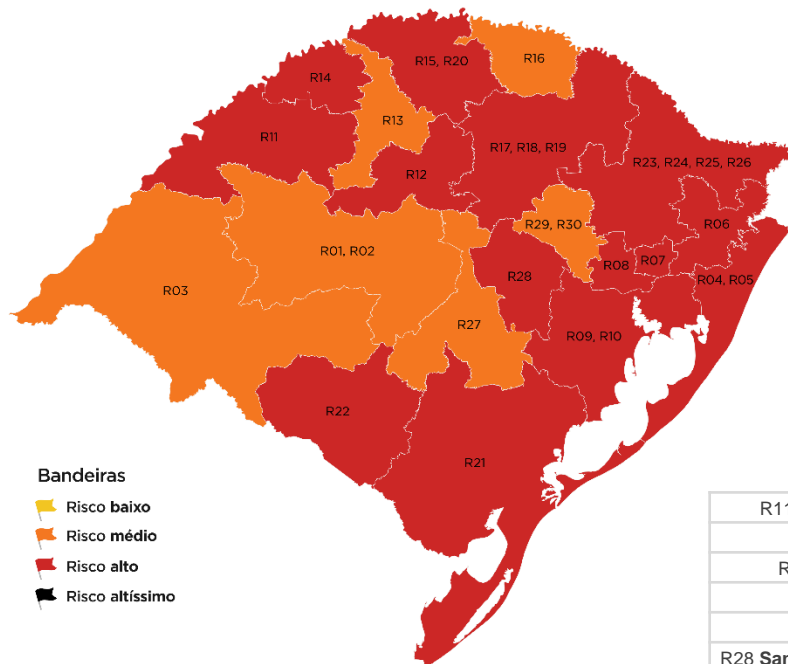 R15, R20
R16
R14
R13
R11
R17, R18, R19
R23, R24, R25, R26
R12
R06
R29, R30
R01, R02
R08
R07
R28
R04, R05
R03
R27
R09, R10
R22
R21
Bandeiras
Risco baixo
Risco médio
Risco alto
Risco altíssimo
R11
R
R28 San